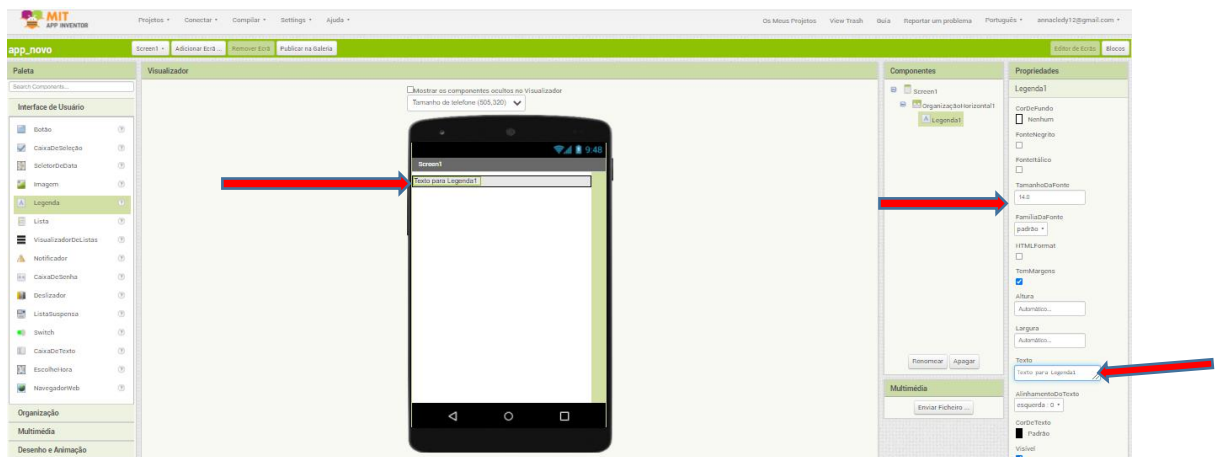 MIT
APP INVENTOR
Projetos Conectar Compilar Settings Ajuda
Os Meus Projetos View Trash Guia Reportar um problema Português annacledy12@gmail.com
app_novo
Screen1 Adicionar Ecrã ... Remover Ecrã Publicar na Galeria
Editor de Ecrãs Blocos
Paleta
Search Components...
Interface de Usuário
Botão
CaixaDeSeleção
SeletorDeData
Imagem
Legenda
Lista
VisualizadorDeListas
Notificador
CaixaDeSenha
Deslizador
ListaSuspensa
Switch
CaixaDeTexto
EscolheHora
NavegadorWeb
Organização
Multimédia
Desenho e Animação
Visualizador
Mostrar os componentes ocultos no Visualizador
Tamanho de telefone (505,320)
9:48
Screen1
Texto para Legenda1
Componentes
Screen1
OrganizaçãoHorizontal1
Legenda1
Renomear Apagar
Multimédia
Enviar Ficheiro ...
Propriedades
Legenda1
CorDeFundo
Nenhum
FonteNegrito
FonteItálico
TamanhoDaFonte
14.0
FamíliaDaFonte
padrão
HTMLFormat
TemMargens
Altura
Automático...
Largura
Automático...
Texto
Texto para Legenda1
AlinhamentoDoTexto
esquerda : 0
CorDeTexto
Padrão
Visível